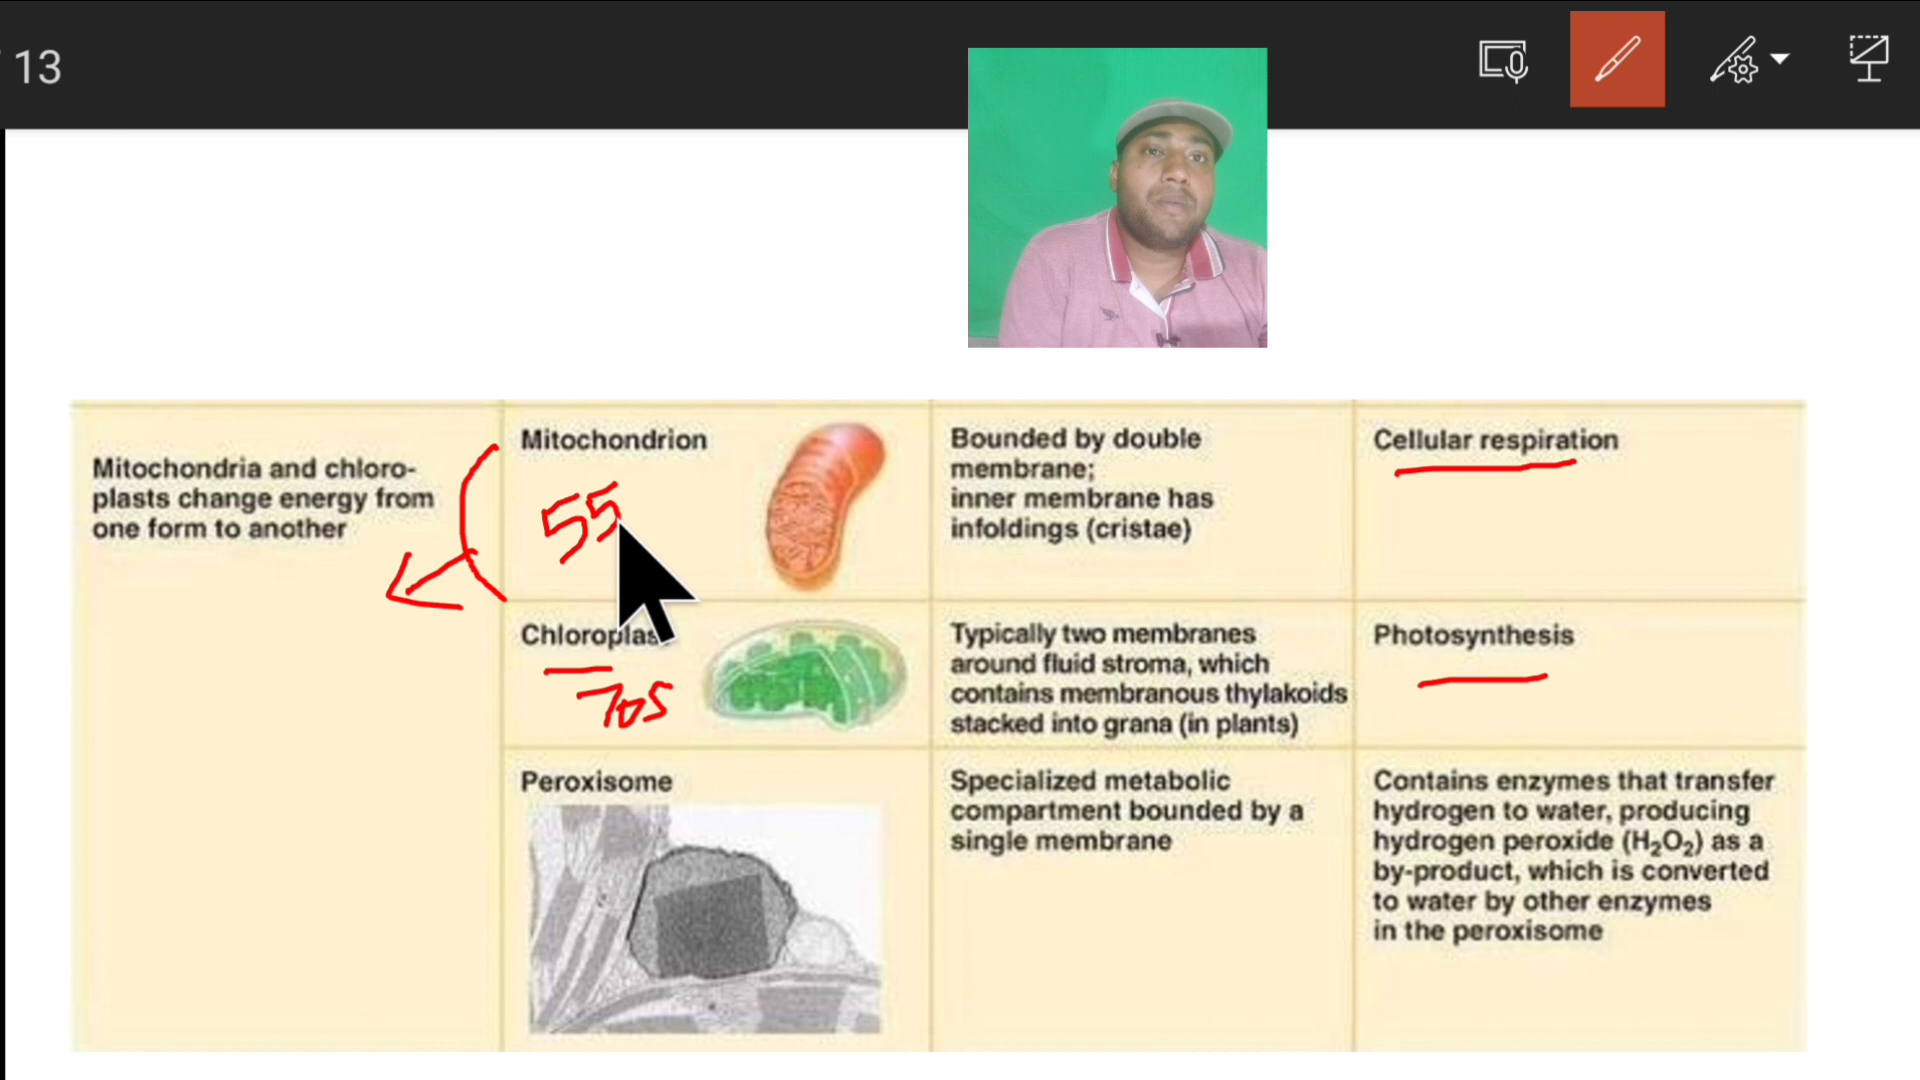 13
Mitochondria and chloro-
plasts change energy from
one form to another
Mitochondrion
55
Bounded by double
membrane;
inner membrane has
infoldings (cristae)
Cellular respiration
70S
Typically two membranes
around fluid stroma, which
contains membranous thylakoids
stacked into grana (in plants)
Photosynthesis
Peroxisome
Specialized metabolic
compartment bounded by a
single membrane
Contains enzymes that transfer
hydrogen to water, producing
hydrogen peroxide (H₂O₂) as a
by-product, which is converted
to water by other enzymes
in the peroxisome